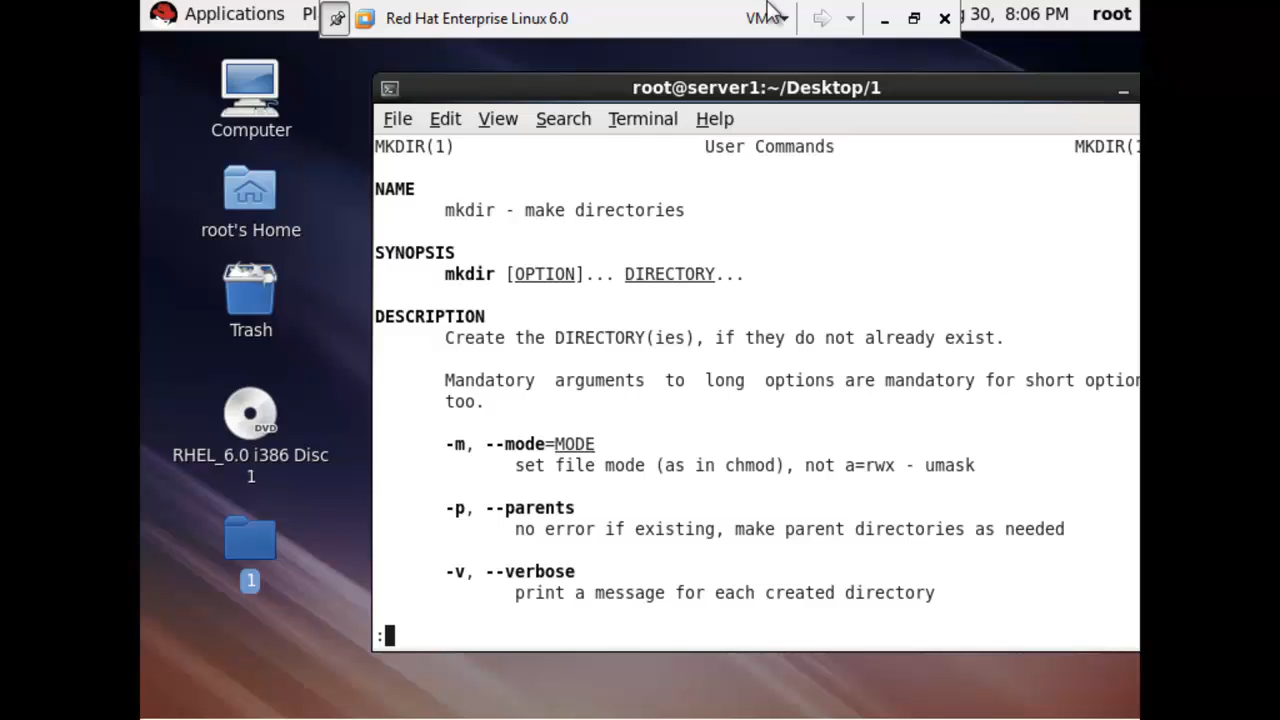 Applications Pl
Red Hat Enterprise Linux 6.0
30, 8:06 PM root
Computer
root's Home
Trash
DVD
RHEL_6.0 i386 Disc
1
1
root@server1:~/Desktop/1
File Edit View Search Terminal Help
MKDIR(1) User Commands MKDIR(1
NAME
mkdir - make directories
SYNOPSIS
mkdir [OPTION]... DIRECTORY...
DESCRIPTION
Create the DIRECTORY(ies), if they do not already exist.
Mandatory arguments to long options are mandatory for short option
too.
-m, --mode=MODE
set file mode (as in chmod), not a=rwx - umask
-p, --parents
no error if existing, make parent directories as needed
-v, --verbose
print a message for each created directory
: